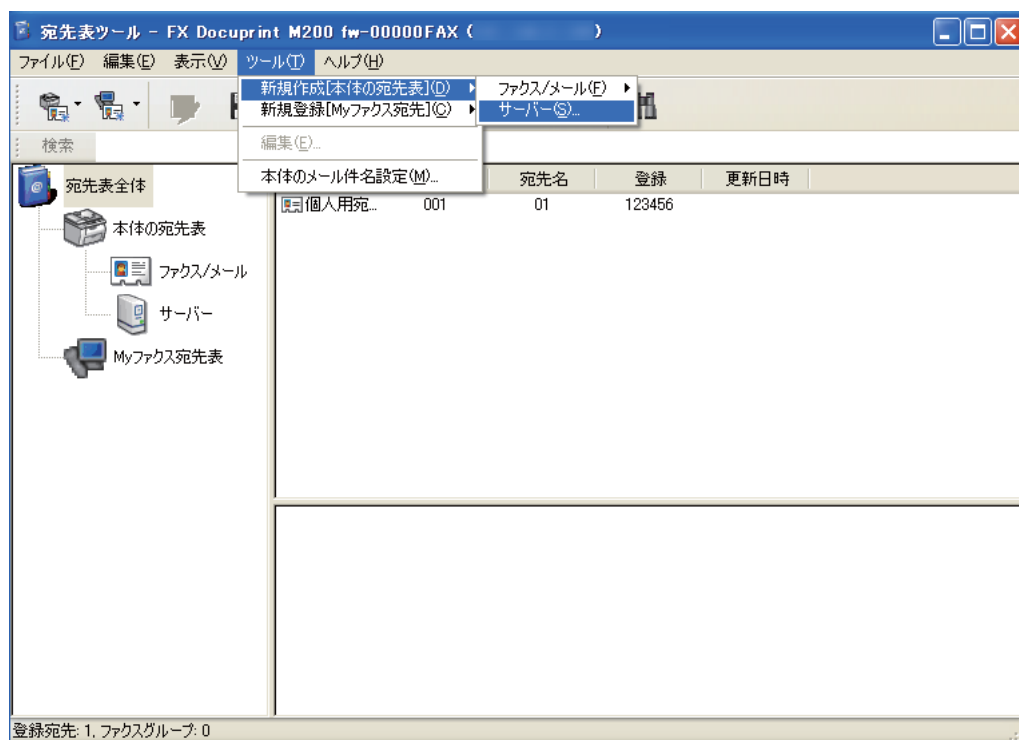 宛先表ツール - FX Docuprint M200 fw-00000FAX (                    )
ファイル(F) 編集(E) 表示(V) ツール(T) ヘルプ(H)
新規作成[本体の宛先表](D) ファクス/メール(F)
新規登録[Myファクス宛先](C) サーバー(S)...
検索 編集(E)...
本体のメール件名設定(M)...
宛先名 登録 更新日時
宛先表全体
個人用宛... 001 01 123456
本体の宛先表
ファクス/メール
サーバー
Myファクス宛先表
登録宛先: 1, ファクスグループ: 0